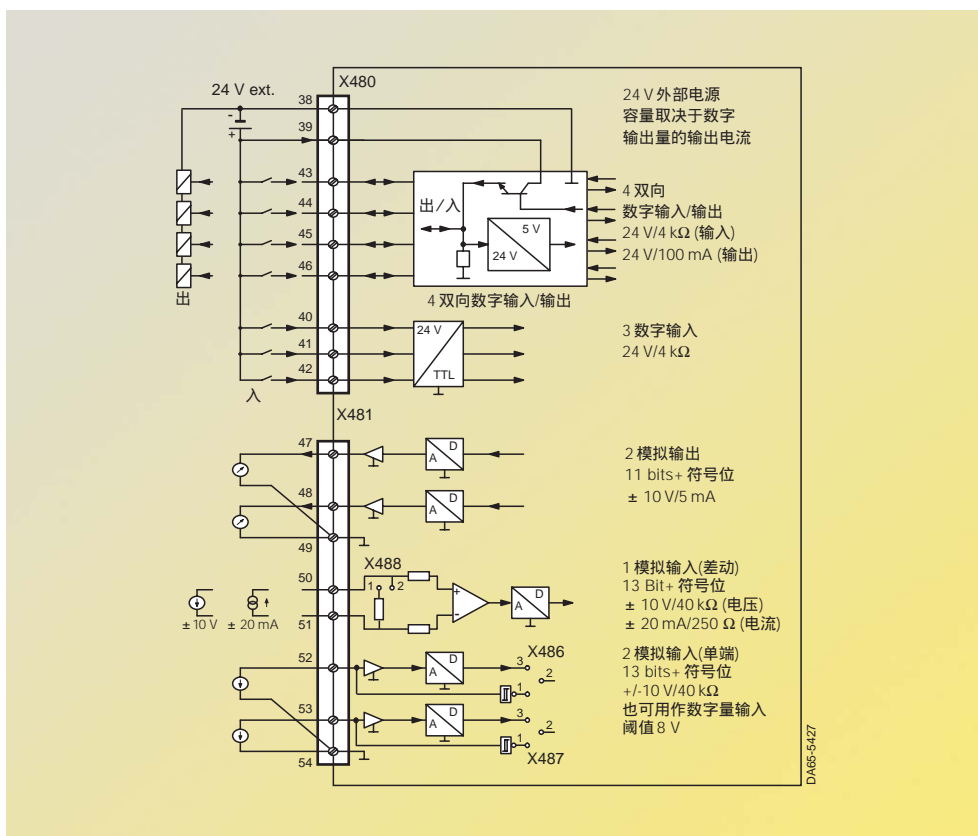 X480
24 V ext.
38
-
+
39
43
44
45
46
出
出/入
5 V
24 V
4 双向数字输入/输出
24 V 外部电源
容量取决于数字
输出量的输出电流
4 双向
数字输入/输出
24 V/4 kΩ (输入)
24 V/100 mA (输出)
40
41
42
入
24 V
TTL
3 数字输入
24 V/4 kΩ
X481
47
48
49
D
A
D
A
2 模拟输出
11 bits+ 符号位
± 10 V/5 mA
50
51
± 10 V
± 20 mA
X488
1
2
+
-
D
A
1 模拟输入(差动)
13 Bit+ 符号位
± 10 V/40 kΩ (电压)
± 20 mA/250 Ω (电流)
52
53
54
D
A
3
X486
2
1
D
A
3
2
1
X487
2 模拟输入(单端)
13 bits+ 符号位
+/-10 V/40 kΩ
也可用作数字量输入
阈值 8 V
DA65-5427